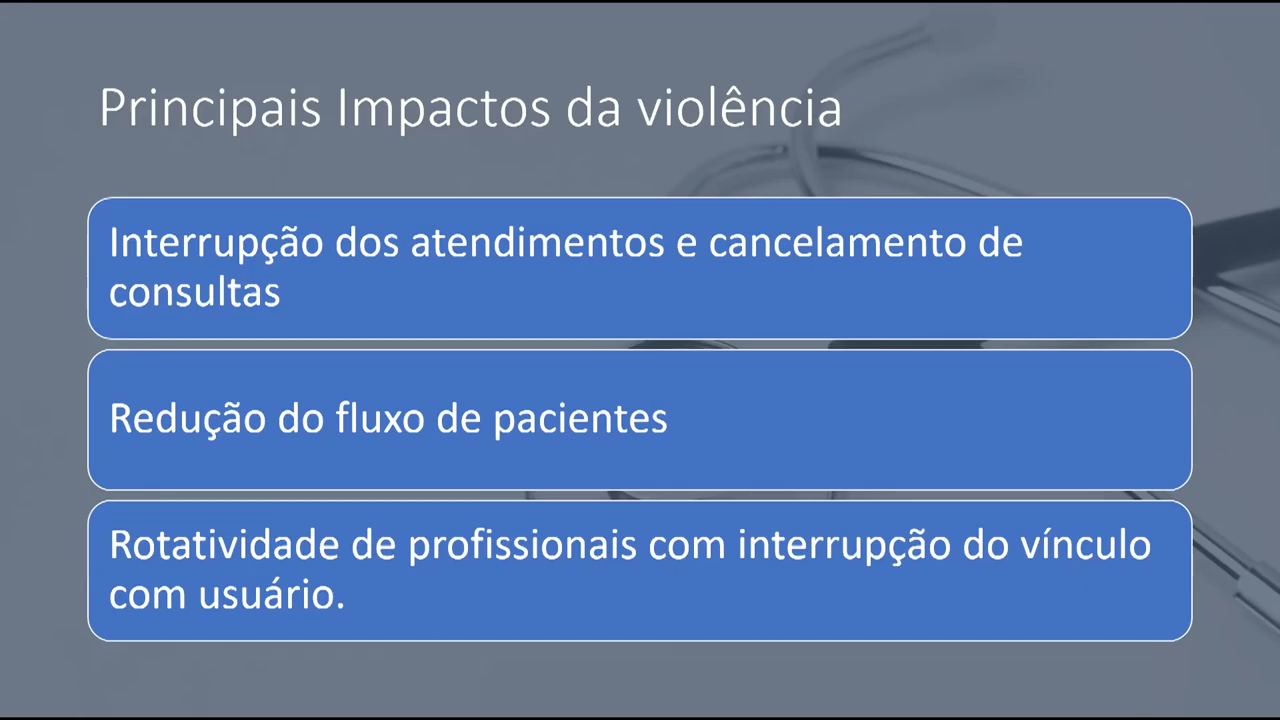 Principais Impactos da violência
Interrupção dos atendimentos e cancelamento de
consultas
Redução do fluxo de pacientes
Rotatividade de profissionais com interrupção do vínculo
com usuário.